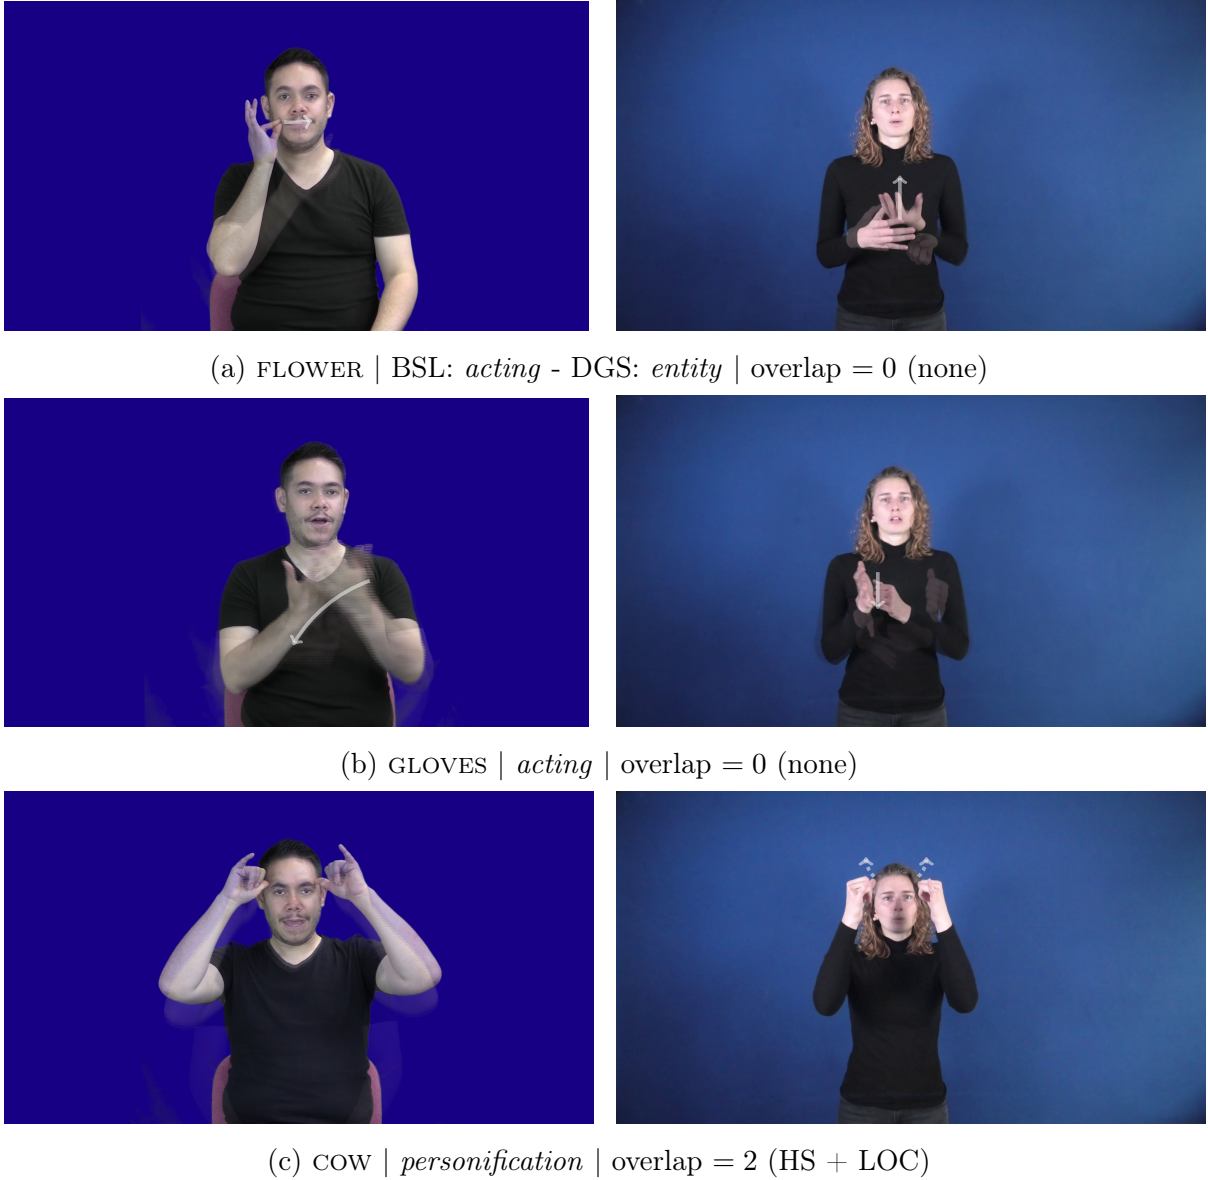 (a) FLOWER | BSL: acting - DGS: entity | overlap = 0 (none)
(b) GLOVES | acting | overlap = 0 (none)
(c) COW | personification | overlap = 2 (HS + LOC)